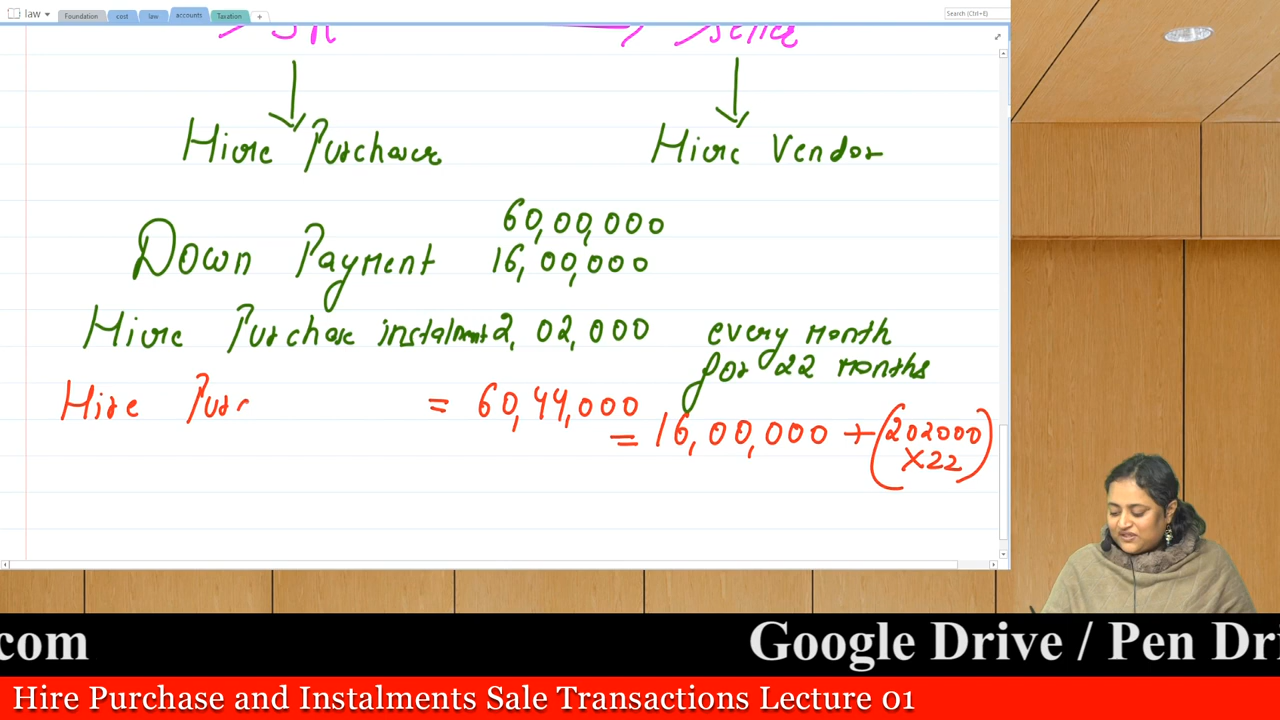 law Foundation cost law accounts Taxation + Search (Ctrl+E)
Hire Purchaser Hire Vendor
60,00,000
Down Payment 16,00,000
Hire Purchase instalment 2,02,000 every month
for 22 months
Hire Pur = 60,44,000
= 16,00,000 + (202000
×22)
com Google Drive / Pen Dri
Hire Purchase and Instalments Sale Transactions Lecture 01